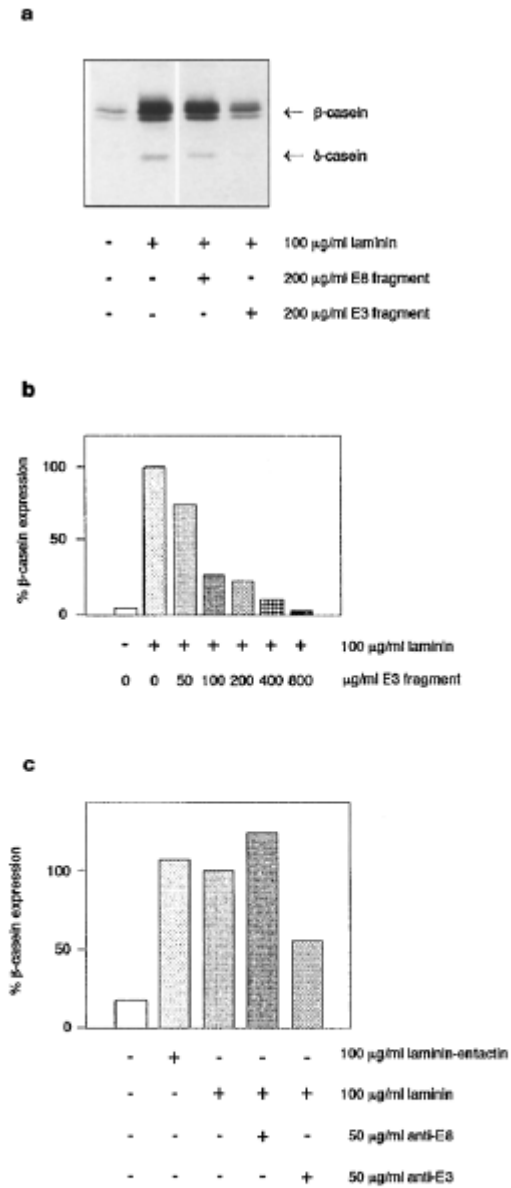 a
← β-casein
← δ-casein
- + + + 100 μg/ml laminin
- - + - 200 μg/ml E8 fragment
- - - + 200 μg/ml E3 fragment
b
% β-casein expression
100
50
0
- + + + + + + 100 μg/ml laminin
0 0 50 100 200 400 800 μg/ml E3 fragment
c
% β-casein expression
100
50
0
- + - - - 100 μg/ml laminin-entactin
- - + + + 100 μg/ml laminin
- - - + - 50 μg/ml anti-E8
- - - - + 50 μg/ml anti-E3